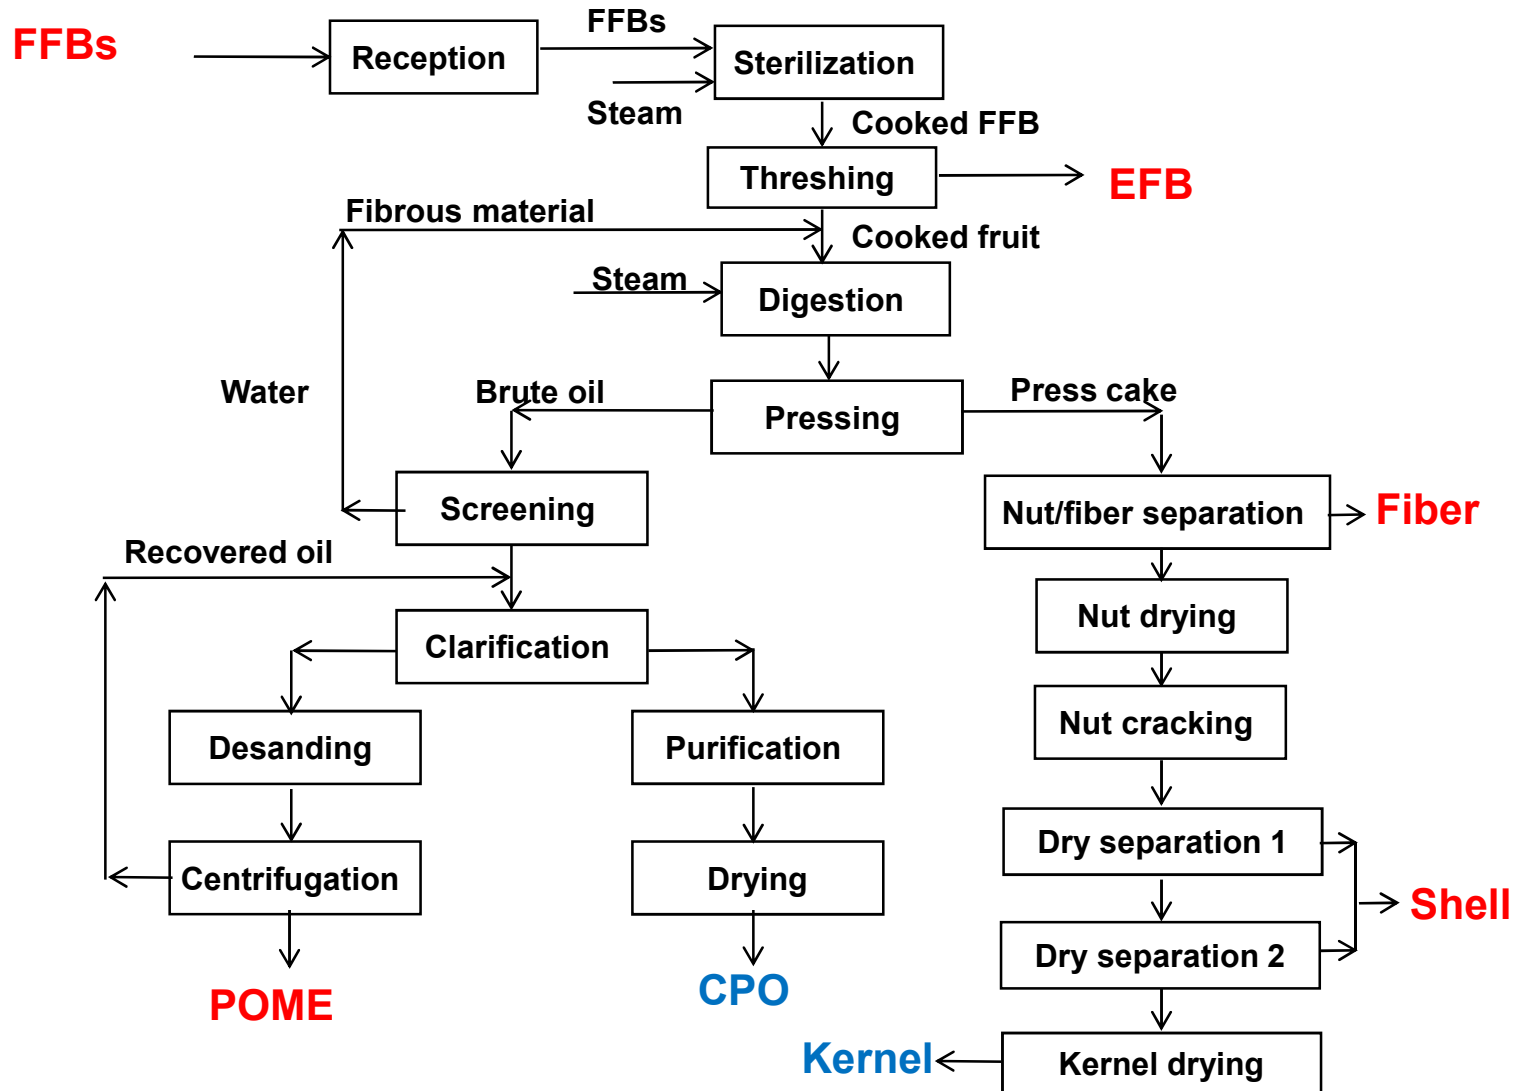 FFBs
FFBs
Reception
Sterilization
Steam
Cooked FFB
Threshing
EFB
Fibrous material
Cooked fruit
Steam
Digestion
Water
Brute oil
Press cake
Pressing
Screening
Nut/fiber separation
Fiber
Recovered oil
Nut drying
Clarification
Nut cracking
Desanding
Purification
Dry separation 1
Centrifugation
Drying
Shell
Dry separation 2
POME
CPO
Kernel
Kernel drying